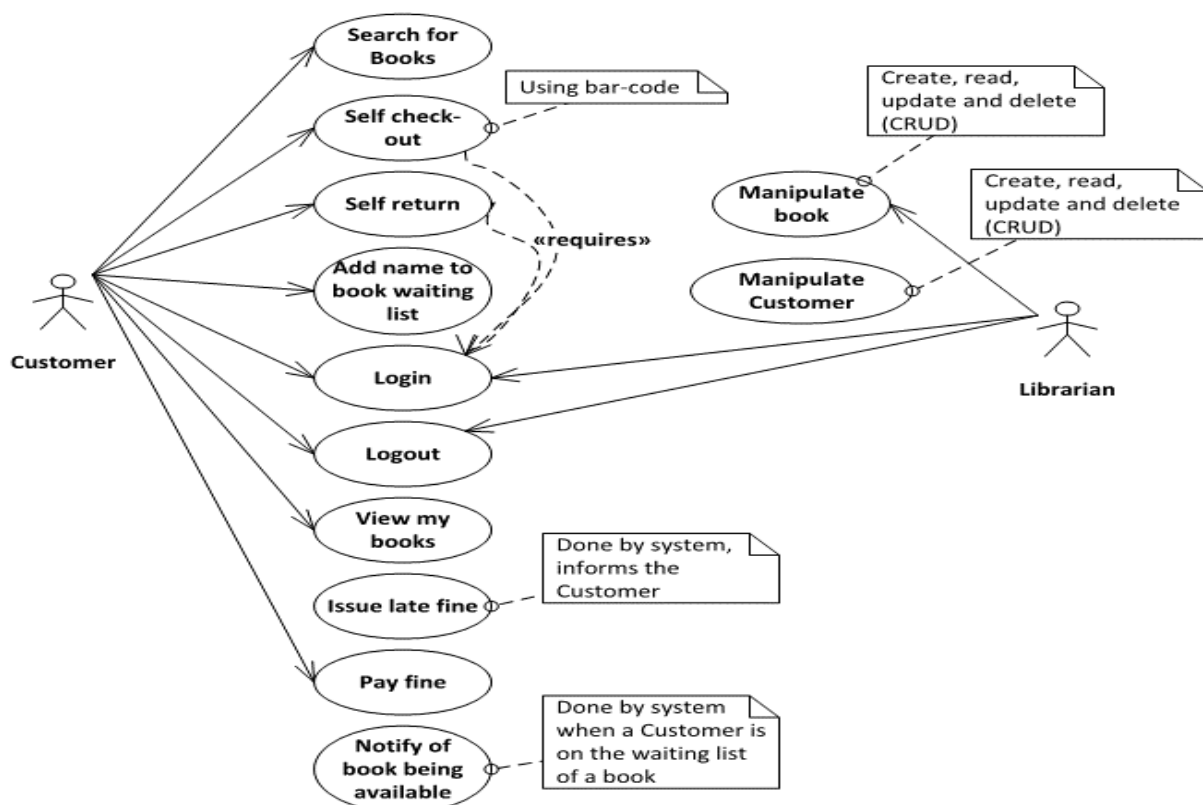 Search for
Books
Using bar-code
Self check-
out
Create, read,
update and delete
(CRUD)
Self return
Manipulate
book
Create, read,
update and delete
(CRUD)
«requires»
Add name to
book waiting
list
Manipulate
Customer
Customer
Login
Librarian
Logout
View my
books
Done by system,
informs the
Customer
Issue late fine
Pay fine
Done by system
when a Customer is
on the waiting list
of a book
Notify of
book being
available